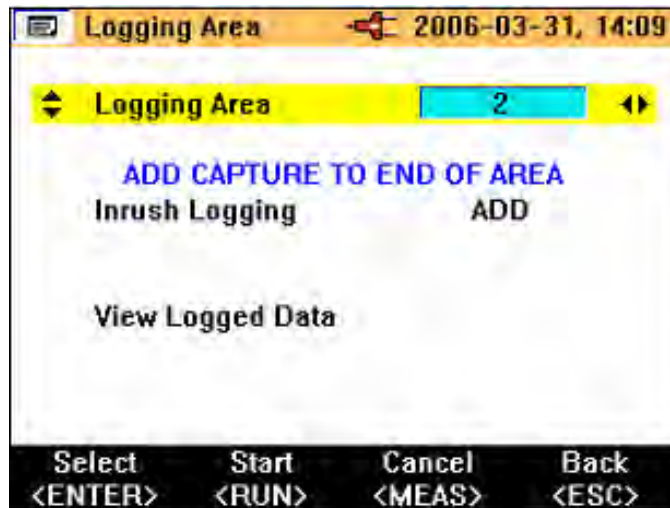 Logging Area 2006-03-31, 14:09
Logging Area 2
ADD CAPTURE TO END OF AREA
Inrush Logging ADD
View Logged Data
Select Start Cancel Back
<ENTER> <RUN> <MEAS> <ESC>